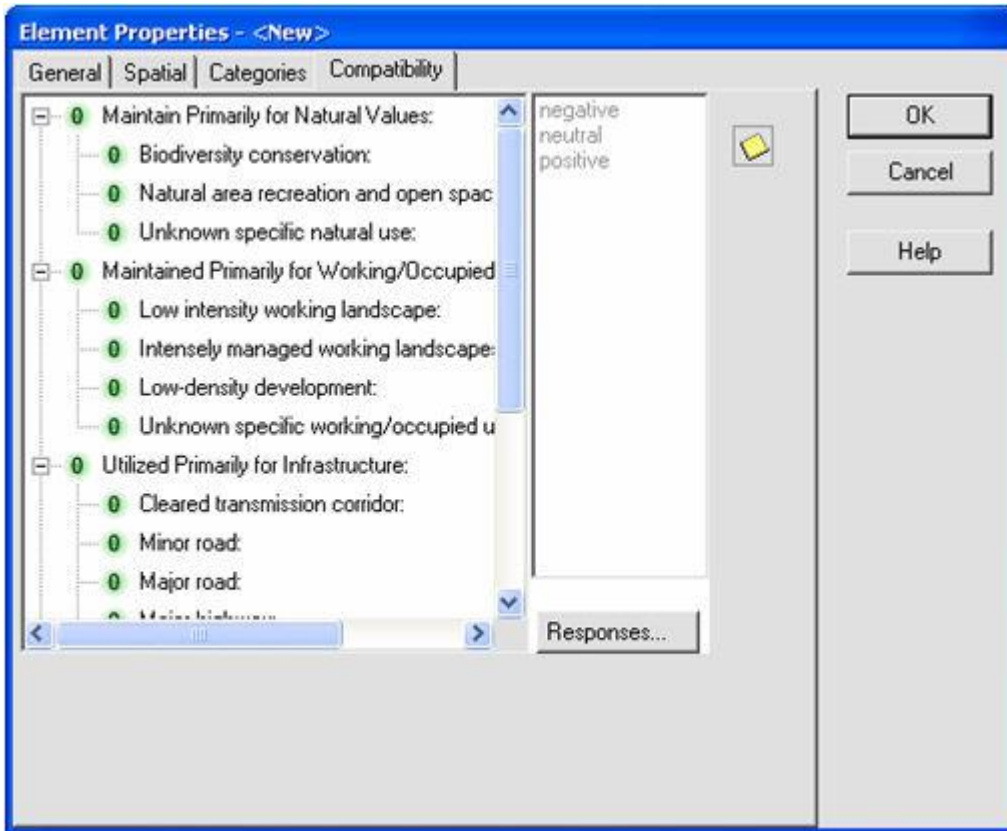 Element Properties - <New>
General Spatial Categories Compatibility
0 Maintain Primarily for Natural Values:
0 Biodiversity conservation:
0 Natural area recreation and open spac
0 Unknown specific natural use:
0 Maintained Primarily for Working/Occupied
0 Low intensity working landscape:
0 Intensely managed working landscape:
0 Low-density development:
0 Unknown specific working/occupied u
0 Utilized Primarily for Infrastructure:
0 Cleared transmission corridor:
0 Minor road:
0 Major road:
0 Major highway:
negative
neutral
positive
Responses...
OK
Cancel
Help